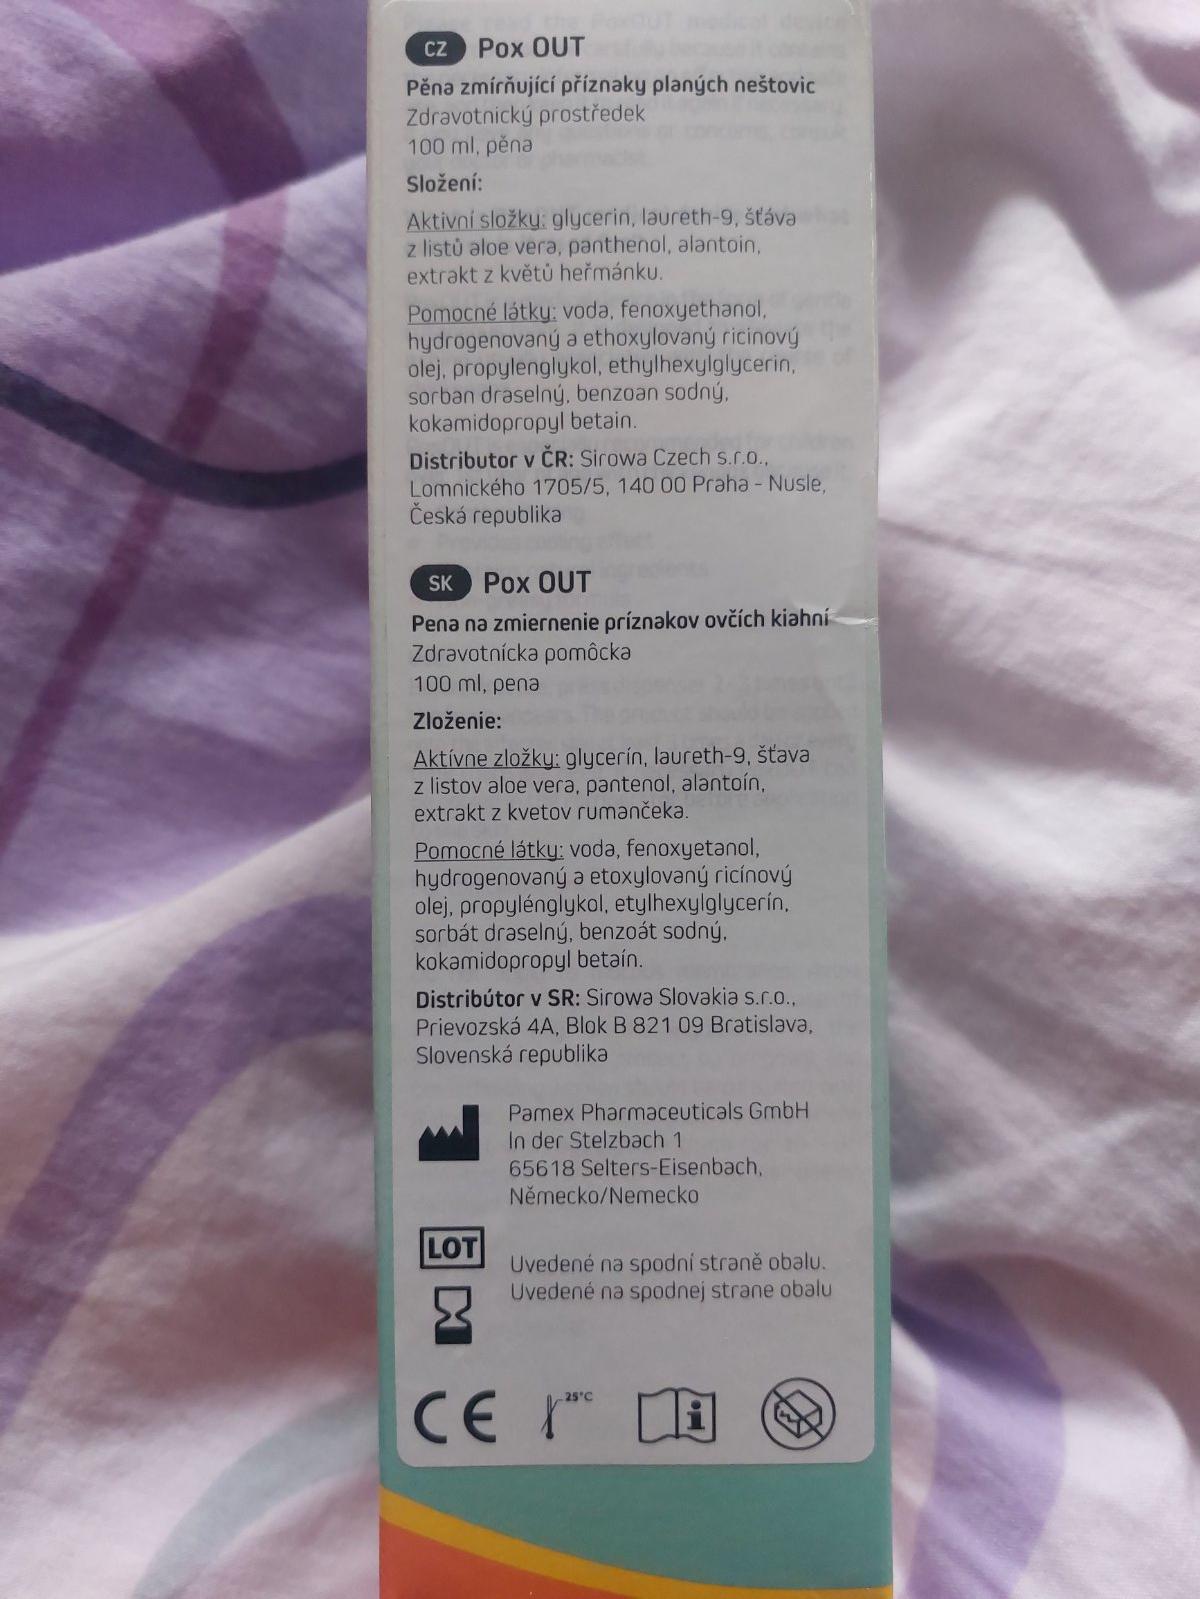 CZ Pox OUT
Pěna zmírňující příznaky planých neštovic
Zdravotnický prostředek
100 ml, pěna
Složení:
Aktivní složky: glycerin, laureth-9, šťáva
z listů aloe vera, panthenol, alantoin,
extrakt z květů heřmánku.
Pomocné látky: voda, fenoxyethanol,
hydrogenovaný a ethoxylovaný ricinový
olej, propylenglykol, ethylhexylglycerin,
sorban draselný, benzoan sodný,
kokamidopropyl betain.
Distributor v ČR: Sirowa Czech s.r.o.,
Lomnického 1705/5, 140 00 Praha - Nusle,
Česká republika
SK Pox OUT
Pena na zmiernenie príznakov ovčích kiahní
Zdravotnícka pomôcka
100 ml, pena
Zloženie:
Aktívne zložky: glycerín, laureth-9, šťava
z listov aloe vera, pantenol, alantoín,
extrakt z kvetov rumančeka.
Pomocné látky: voda, fenoxyetanol,
hydrogenovaný a etoxylovaný ricínový
olej, propylénglykol, etylhexylglycerín,
sorbát draselný, benzoát sodný,
kokamidopropyl betaín.
Distribútor v SR: Sirowa Slovakia s.r.o.,
Prievozská 4A, Blok B 821 09 Bratislava,
Slovenská republika
Pamex Pharmaceuticals GmbH
In der Stelzbach 1
65618 Selters-Eisenbach,
Německo/Nemecko
LOT
Uvedené na spodní straně obalu.
Uvedené na spodnej strane obalu
CE 25°C